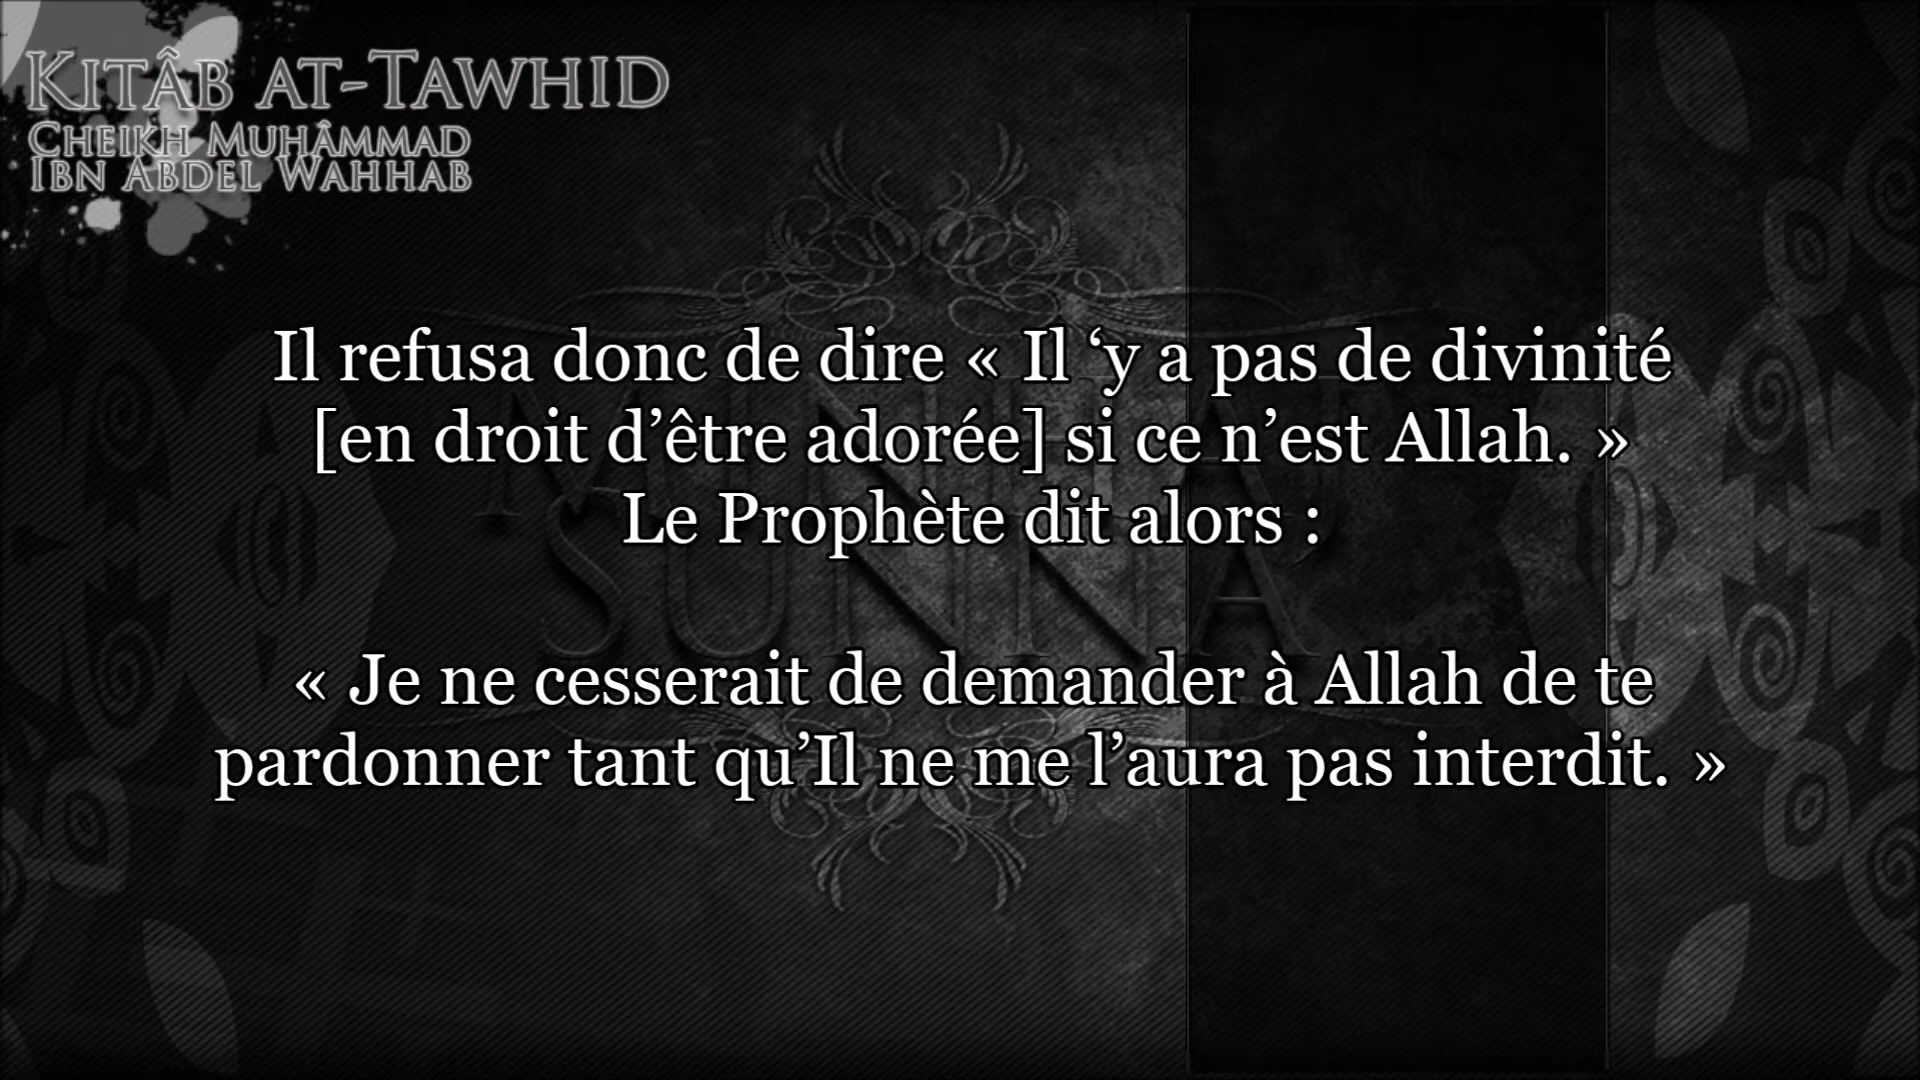 KITÂB AT-TAWHID
CHEIKH MUHÂMMAD
IBN ABDEL WAHHAB
Il refusa donc de dire « Il ‘y a pas de divinité
[en droit d’être adorée] si ce n’est Allah. »
Le Prophète dit alors :
« Je ne cesserait de demander à Allah de te
pardonner tant qu’Il ne me l’aura pas interdit. »
SUNNA